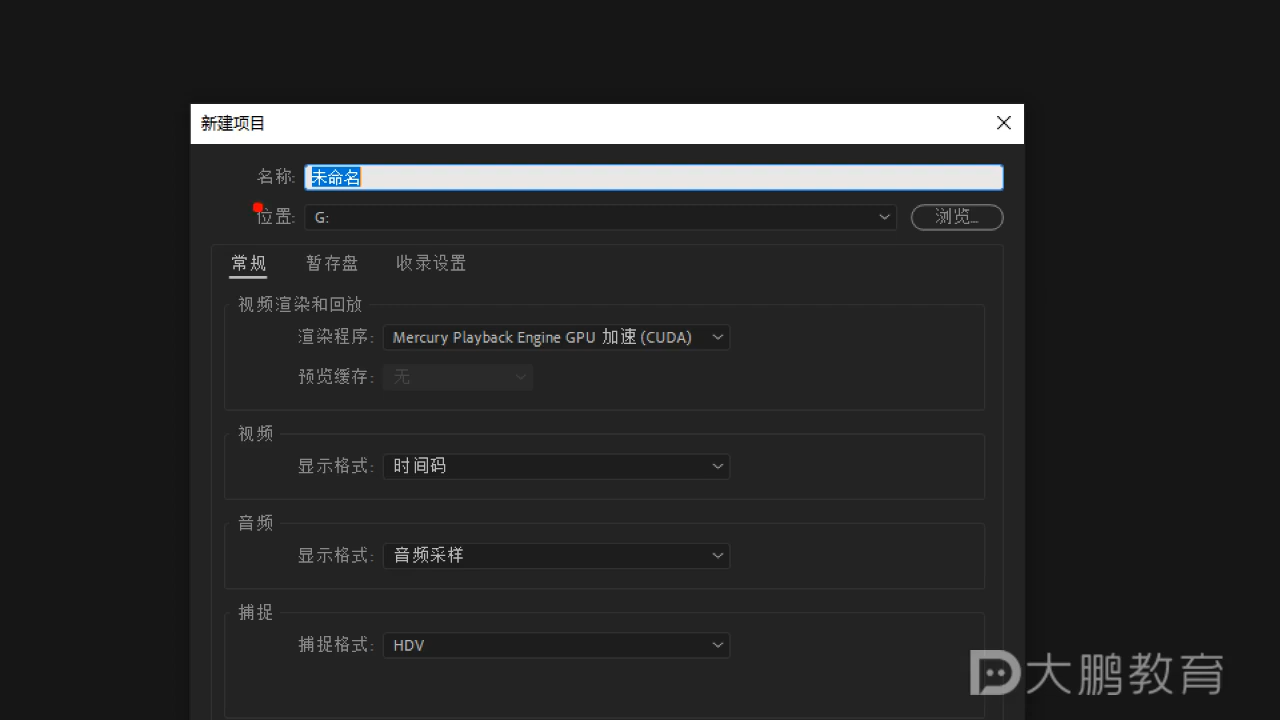 新建项目
名称: 未命名
位置: G: 浏览...
常规 暂存盘 收录设置
视频渲染和回放
渲染程序: Mercury Playback Engine GPU 加速 (CUDA)
预览缓存: 无
视频
显示格式: 时间码
音频
显示格式: 音频采样
捕捉
捕捉格式: HDV
大鹏教育